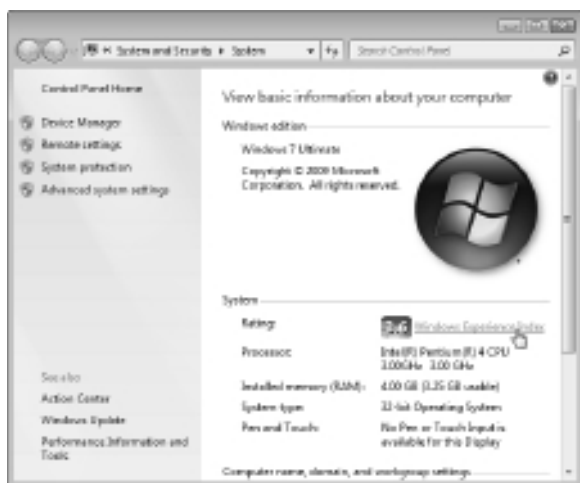 System and Security ▸ System
Search Control Panel
Control Panel Home
Device Manager
Remote settings
System protection
Advanced system settings
See also
Action Center
Windows Update
Performance Information and
Tools
View basic information about your computer
Windows edition
Windows 7 Ultimate
Copyright © 2009 Microsoft
Corporation. All rights reserved.
System
Rating:
Windows Experience Index
Processor:
Intel(R) Pentium(R) 4 CPU
3.00GHz 3.00 GHz
Installed memory (RAM):
4.00 GB (3.25 GB usable)
System type:
32-bit Operating System
Pen and Touch:
No Pen or Touch Input is
available for this Display
Computer name, domain, and workgroup settings